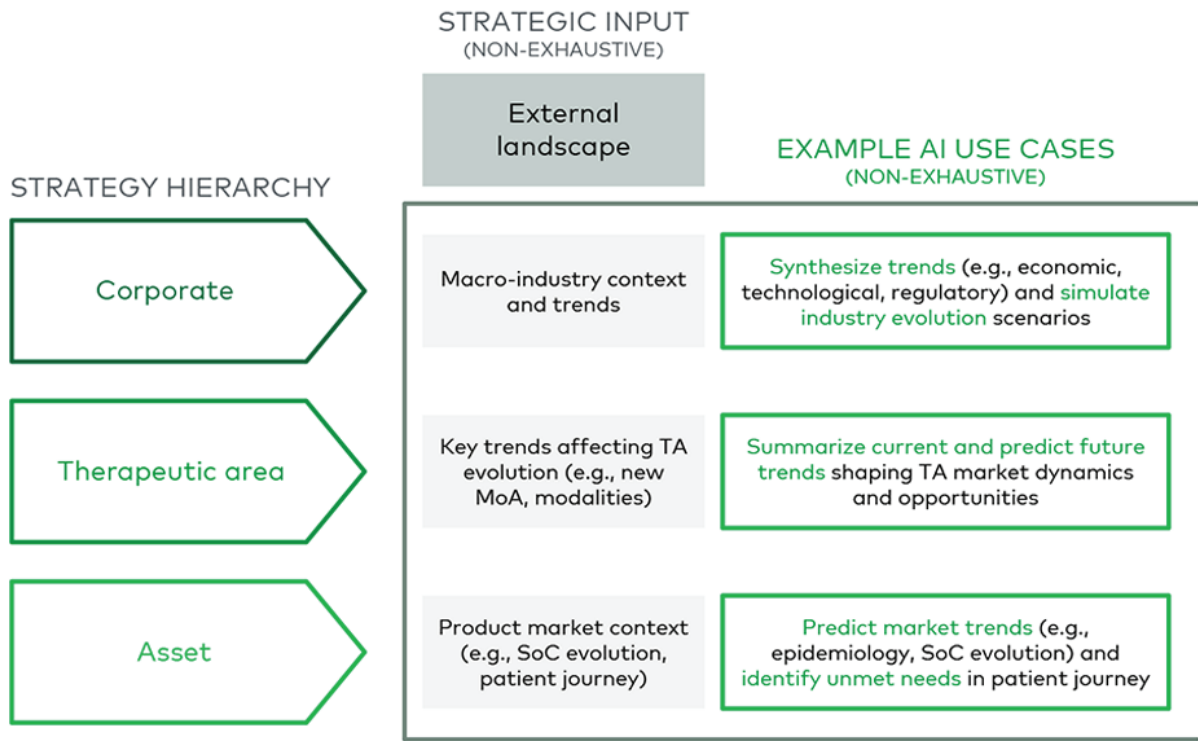 STRATEGIC INPUT
(NON-EXHAUSTIVE)
External
landscape
EXAMPLE AI USE CASES
(NON-EXHAUSTIVE)
STRATEGY HIERARCHY
Corporate
Macro-industry context
and trends
Synthesize trends (e.g., economic,
technological, regulatory) and simulate
industry evolution scenarios
Therapeutic area
Key trends affecting TA
evolution (e.g., new
MoA, modalities)
Summarize current and predict future
trends shaping TA market dynamics
and opportunities
Asset
Product market context
(e.g., SoC evolution,
patient journey)
Predict market trends (e.g.,
epidemiology, SoC evolution) and
identify unmet needs in patient journey